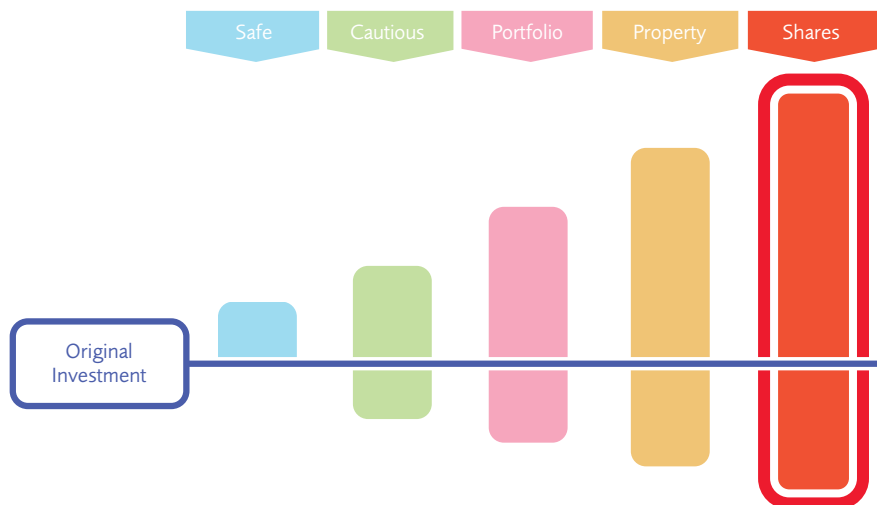 Safe
Cautious
Portfolio
Property
Shares
Original
Investment